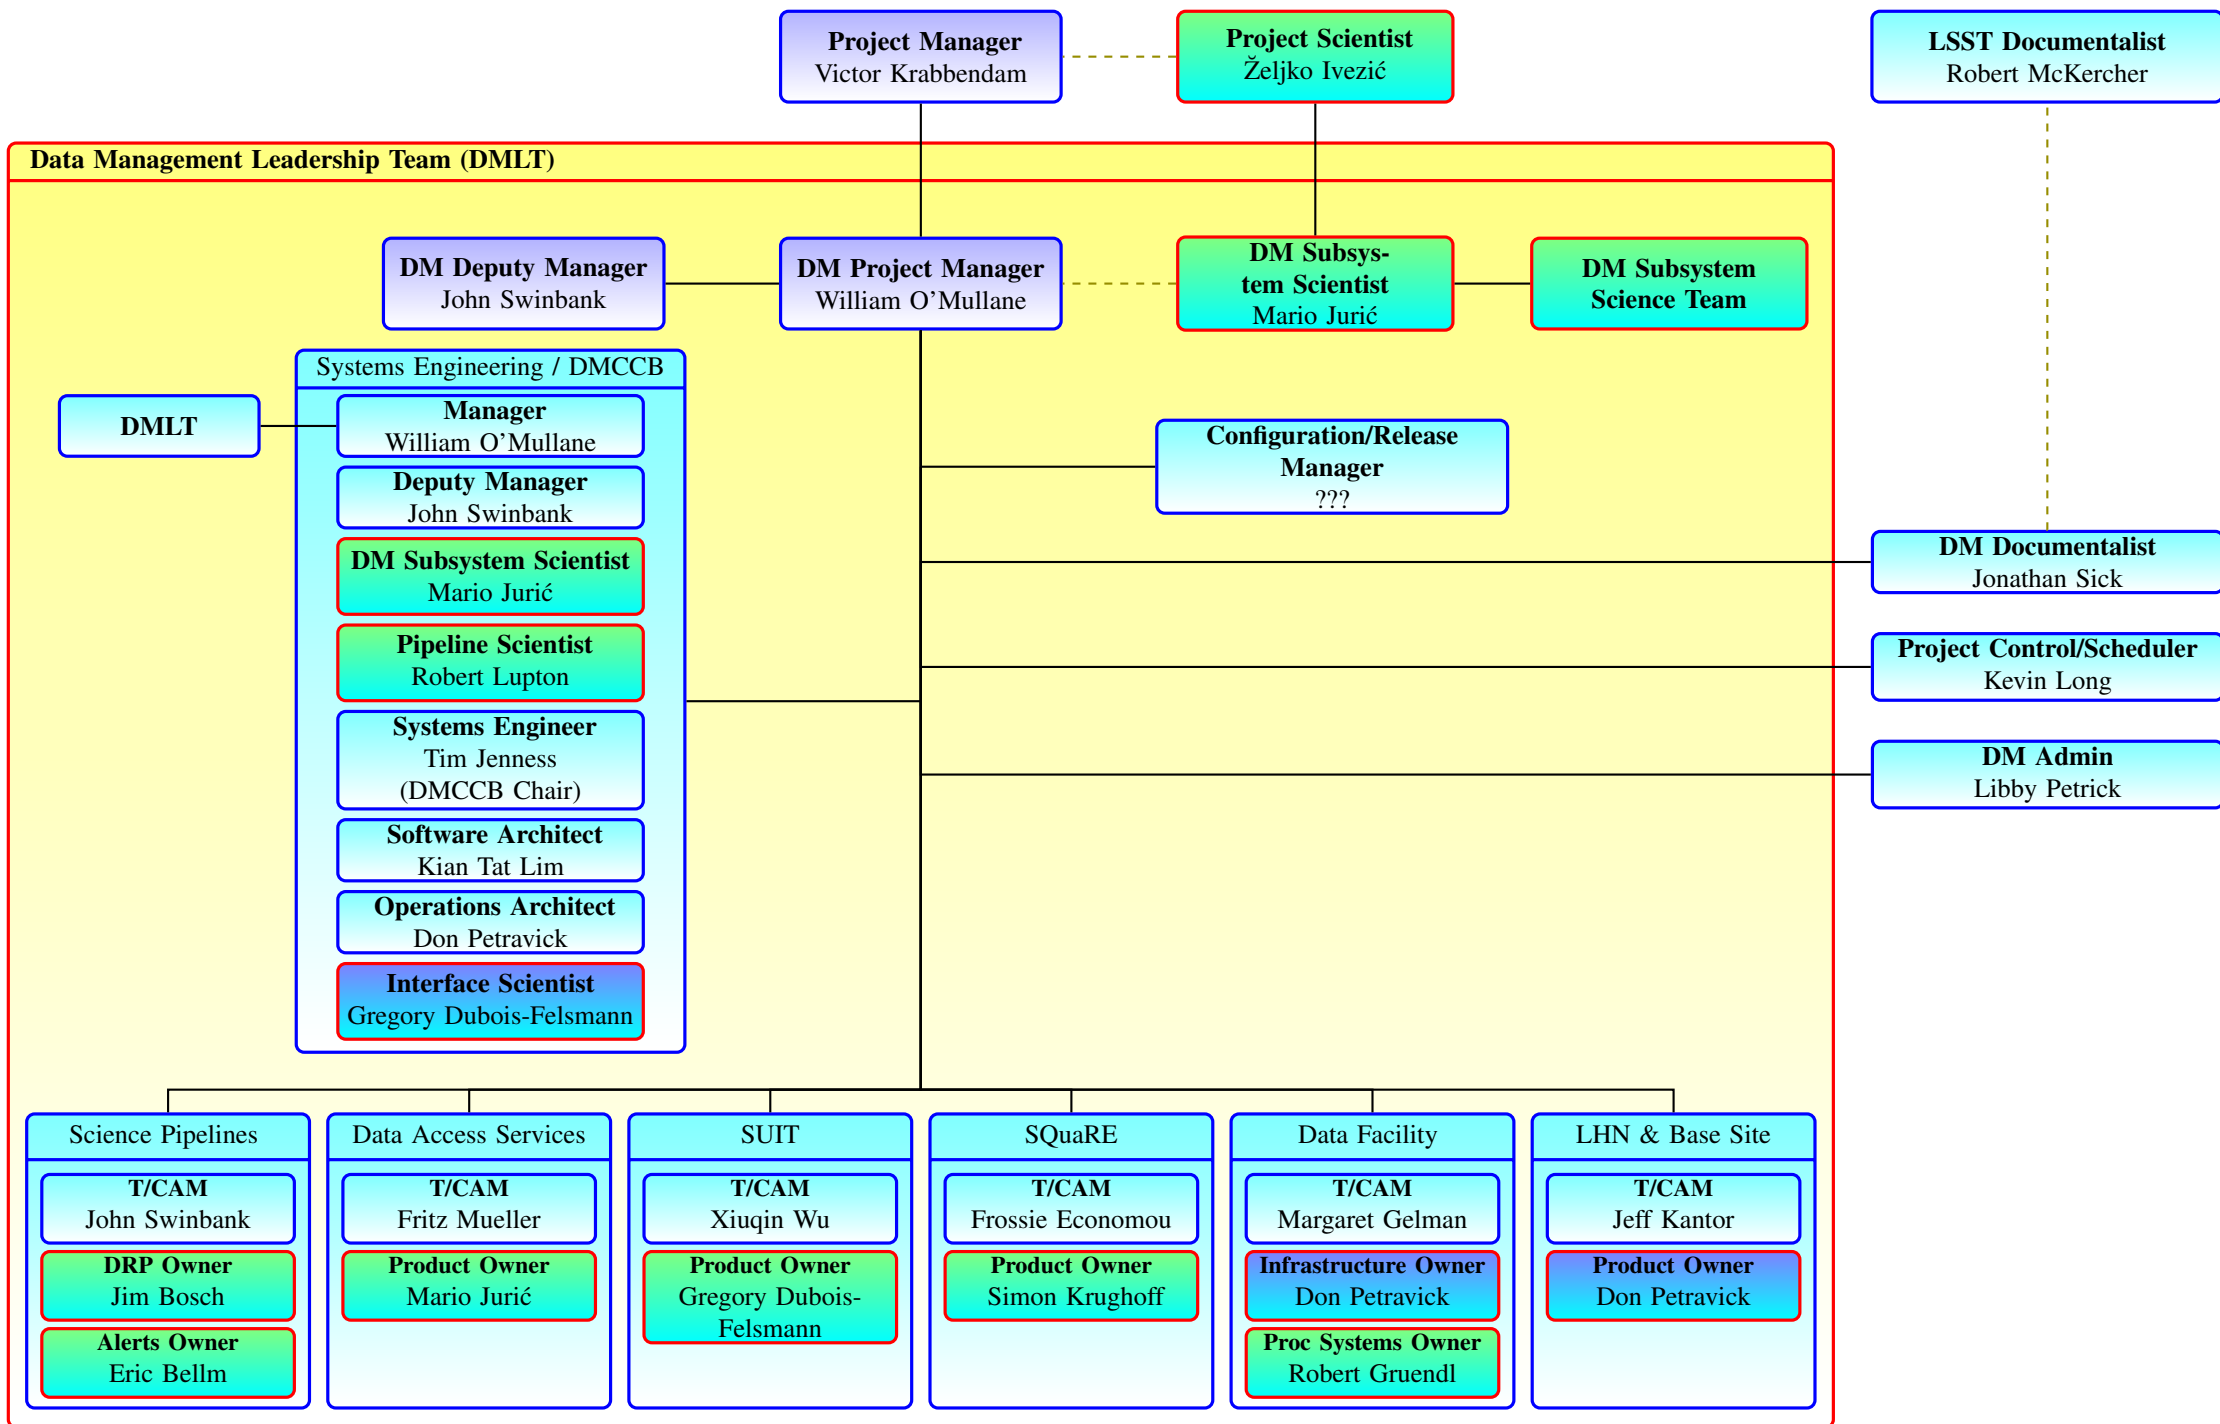 Project Manager
Victor Krabbendam
Project Scientist
Željko Ivezić
LSST Documentalist
Robert McKercher
Data Management Leadership Team (DMLT)
DM Deputy Manager
John Swinbank
DM Project Manager
William O'Mullane
DM Subsys-
tem Scientist
Mario Jurić
DM Subsystem
Science Team
Systems Engineering / DMCCB
DMLT
Manager
William O'Mullane
Deputy Manager
John Swinbank
DM Subsystem Scientist
Mario Jurić
Pipeline Scientist
Robert Lupton
Systems Engineer
Tim Jenness
(DMCCB Chair)
Software Architect
Kian Tat Lim
Operations Architect
Don Petravick
Interface Scientist
Gregory Dubois-Felsmann
Configuration/Release
Manager
???
DM Documentalist
Jonathan Sick
Project Control/Scheduler
Kevin Long
DM Admin
Libby Petrick
Science Pipelines
T/CAM
John Swinbank
DRP Owner
Jim Bosch
Alerts Owner
Eric Bellm
Data Access Services
T/CAM
Fritz Mueller
Product Owner
Mario Jurić
SUIT
T/CAM
Xiuqin Wu
Product Owner
Gregory Dubois-
Felsmann
SQuaRE
T/CAM
Frossie Economou
Product Owner
Simon Krughoff
Data Facility
T/CAM
Margaret Gelman
Infrastructure Owner
Don Petravick
Proc Systems Owner
Robert Gruendl
LHN & Base Site
T/CAM
Jeff Kantor
Product Owner
Don Petravick